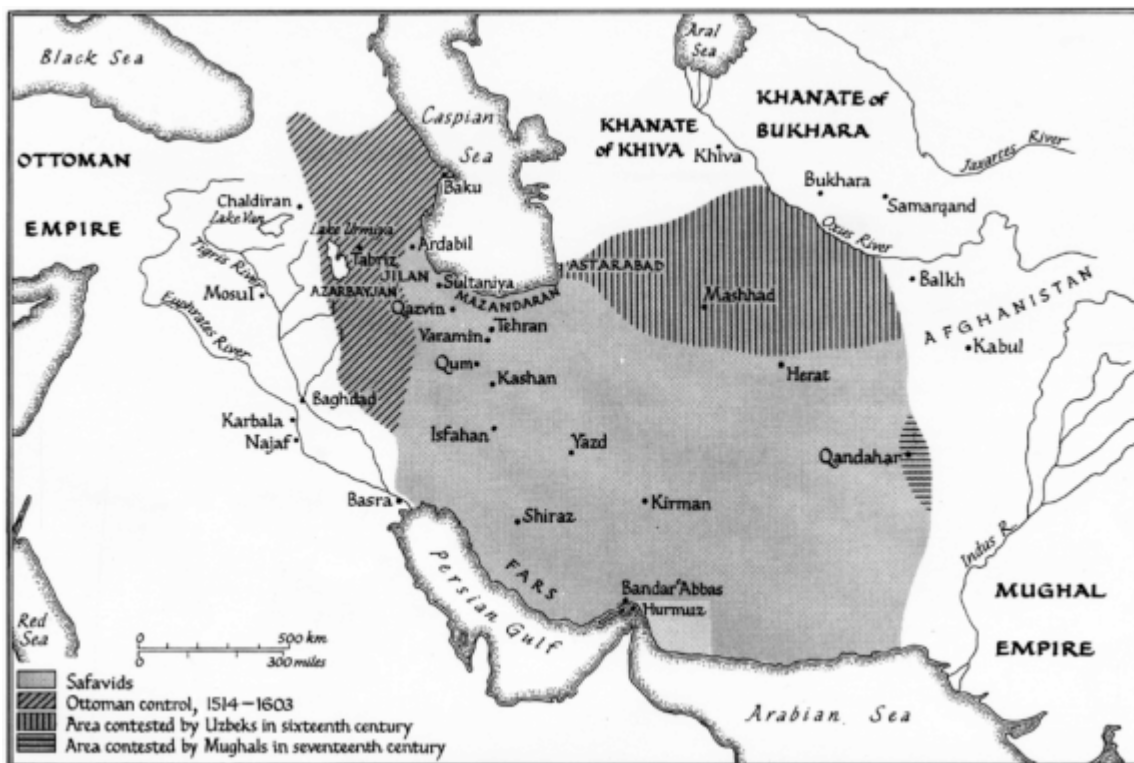 Black Sea
Aral
Sea
KHANATE of
BUKHARA
Caspian
Sea
KHANATE
of KHIVA
Khiva
Jaxartes River
OTTOMAN
EMPIRE
Baku
Bukhara
Samarqand
Chaldiran
Lake Van
Lake Urmiya
Ardabil
Oxus River
Tigris River
Tabriz
JILAN
Sultaniya
ASTARABAD
Balkh
Mosul
AZARBAYJAN
MAZANDARAN
Mashhad
AFGHANISTAN
Euphrates River
Qazvin
Tehran
Varamin
Kabul
Qum
Kashan
Herat
Baghdad
Karbala
Najaf
Isfahan
Yazd
Qandahar
Basra
Kirman
Shiraz
Indus R.
FARS
Persian Gulf
Bandar 'Abbas
Hurmuz
MUGHAL
EMPIRE
Red
Sea
0 500 km
0 300 miles
Arabian Sea
Safavids
Ottoman control, 1514–1603
Area contested by Uzbeks in sixteenth century
Area contested by Mughals in seventeenth century